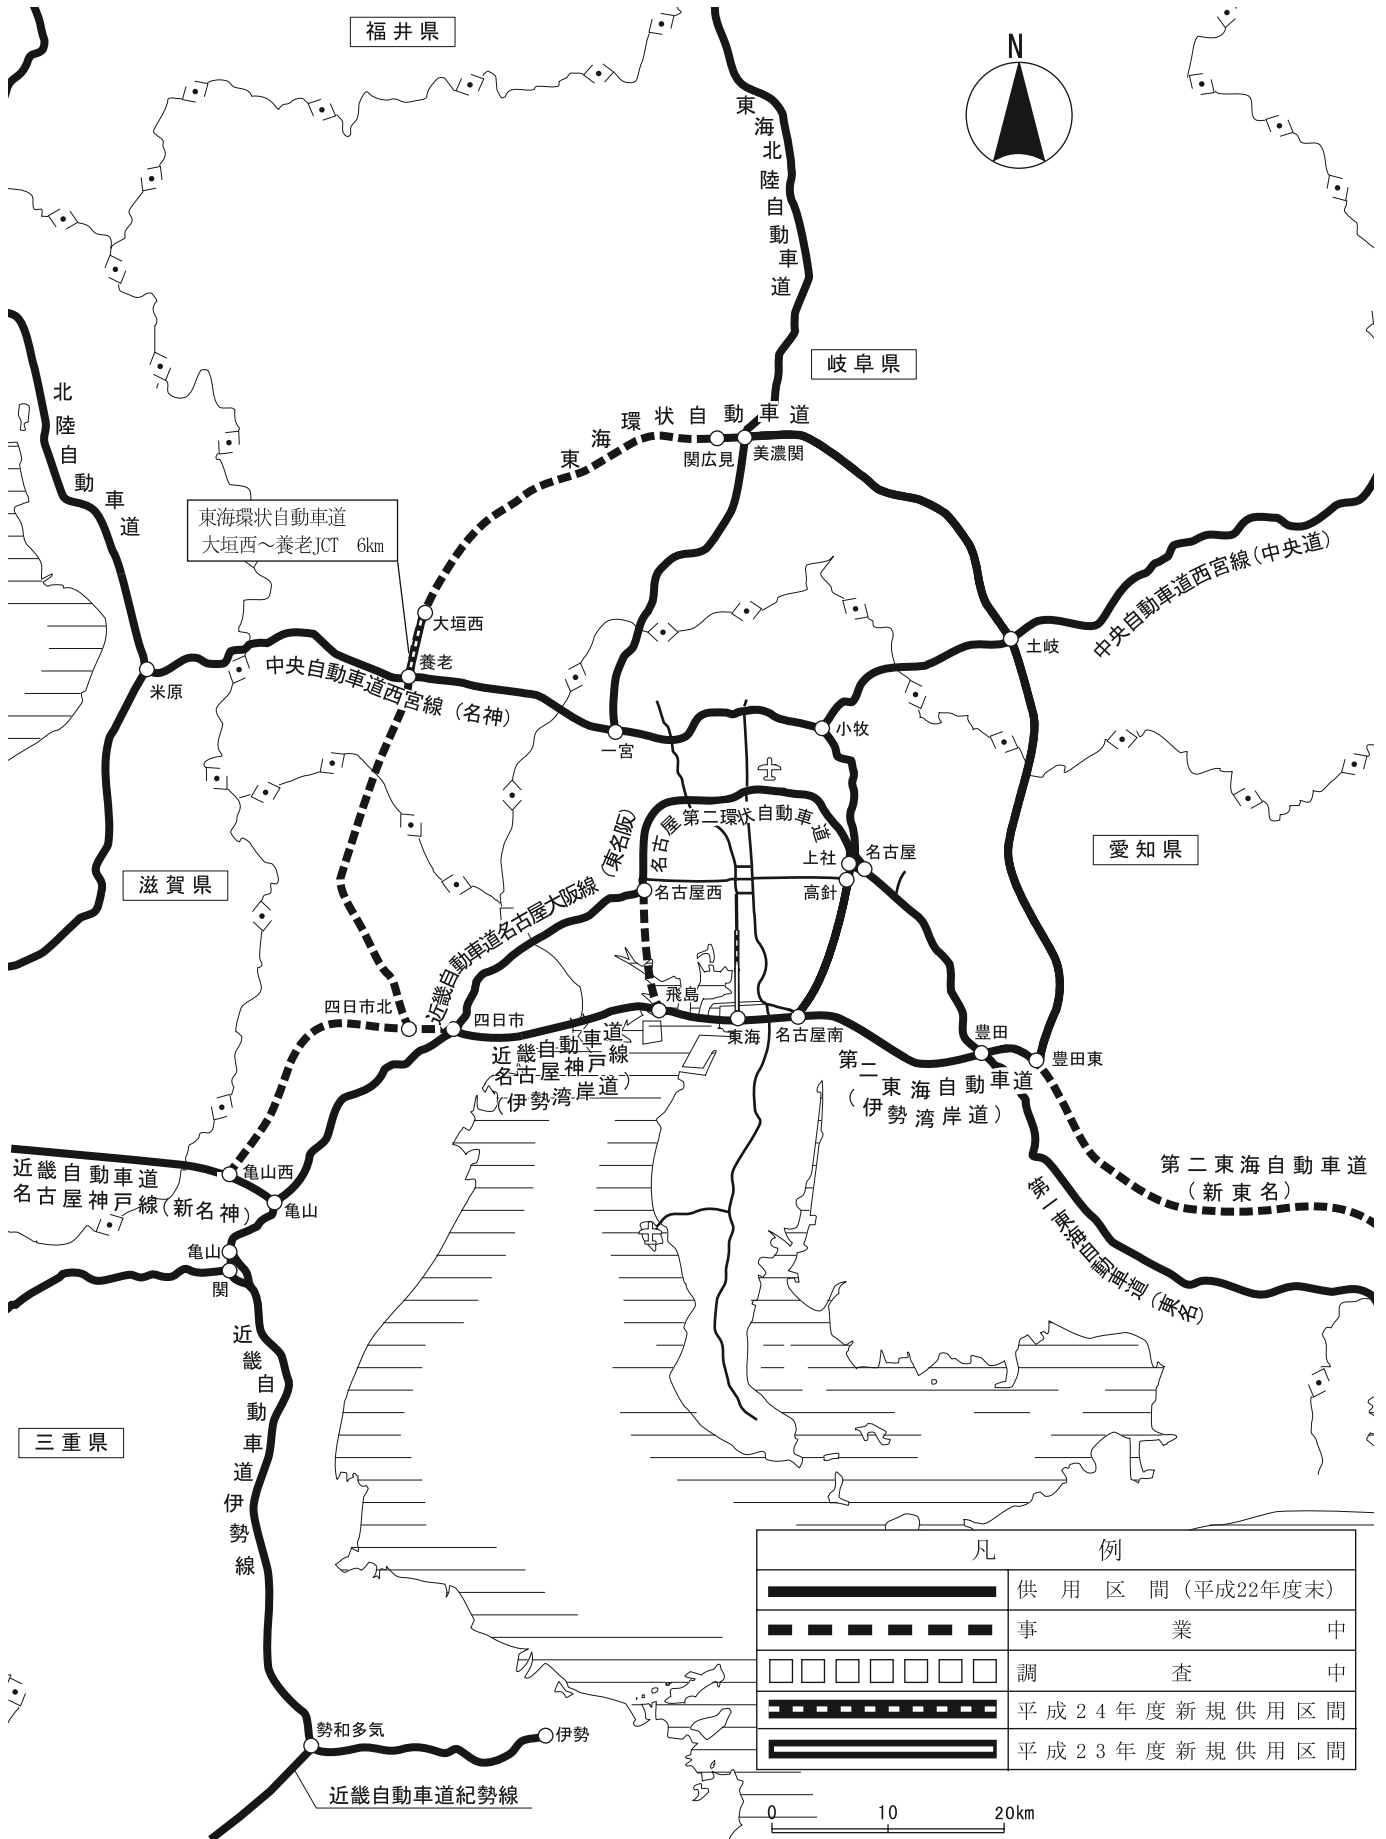 福井県
N
東海北陸自動車道
岐阜県
北陸自動車道
東海環状自動車道
関広見
美濃関
東海環状自動車道
大垣西～養老JCT 6km
中央自動車道西宮線(中央道)
大垣西
土岐
養老
米原
中央自動車道西宮線(名神)
小牧
一宮
名古屋第二環状自動車道
愛知県
上社
名古屋
滋賀県
高針
名古屋西
近畿自動車道名古屋大阪線(東名阪)
飛島
四日市北
四日市
東海
名古屋南
豊田
豊田東
近畿自動車道
名古屋神戸線
(伊勢湾岸道)
第二東海自動車道
(伊勢湾岸道)
近畿自動車道
名古屋神戸線(新名神)
亀山西
亀山
第二東海自動車道
(新東名)
第一東海自動車道(東名)
亀山
関
近畿自動車道伊勢線
三重県
凡例
供用区間(平成22年度末)
事業中
調査中
平成24年度新規供用区間
平成23年度新規供用区間
勢和多気
伊勢
近畿自動車道紀勢線
0 10 20km